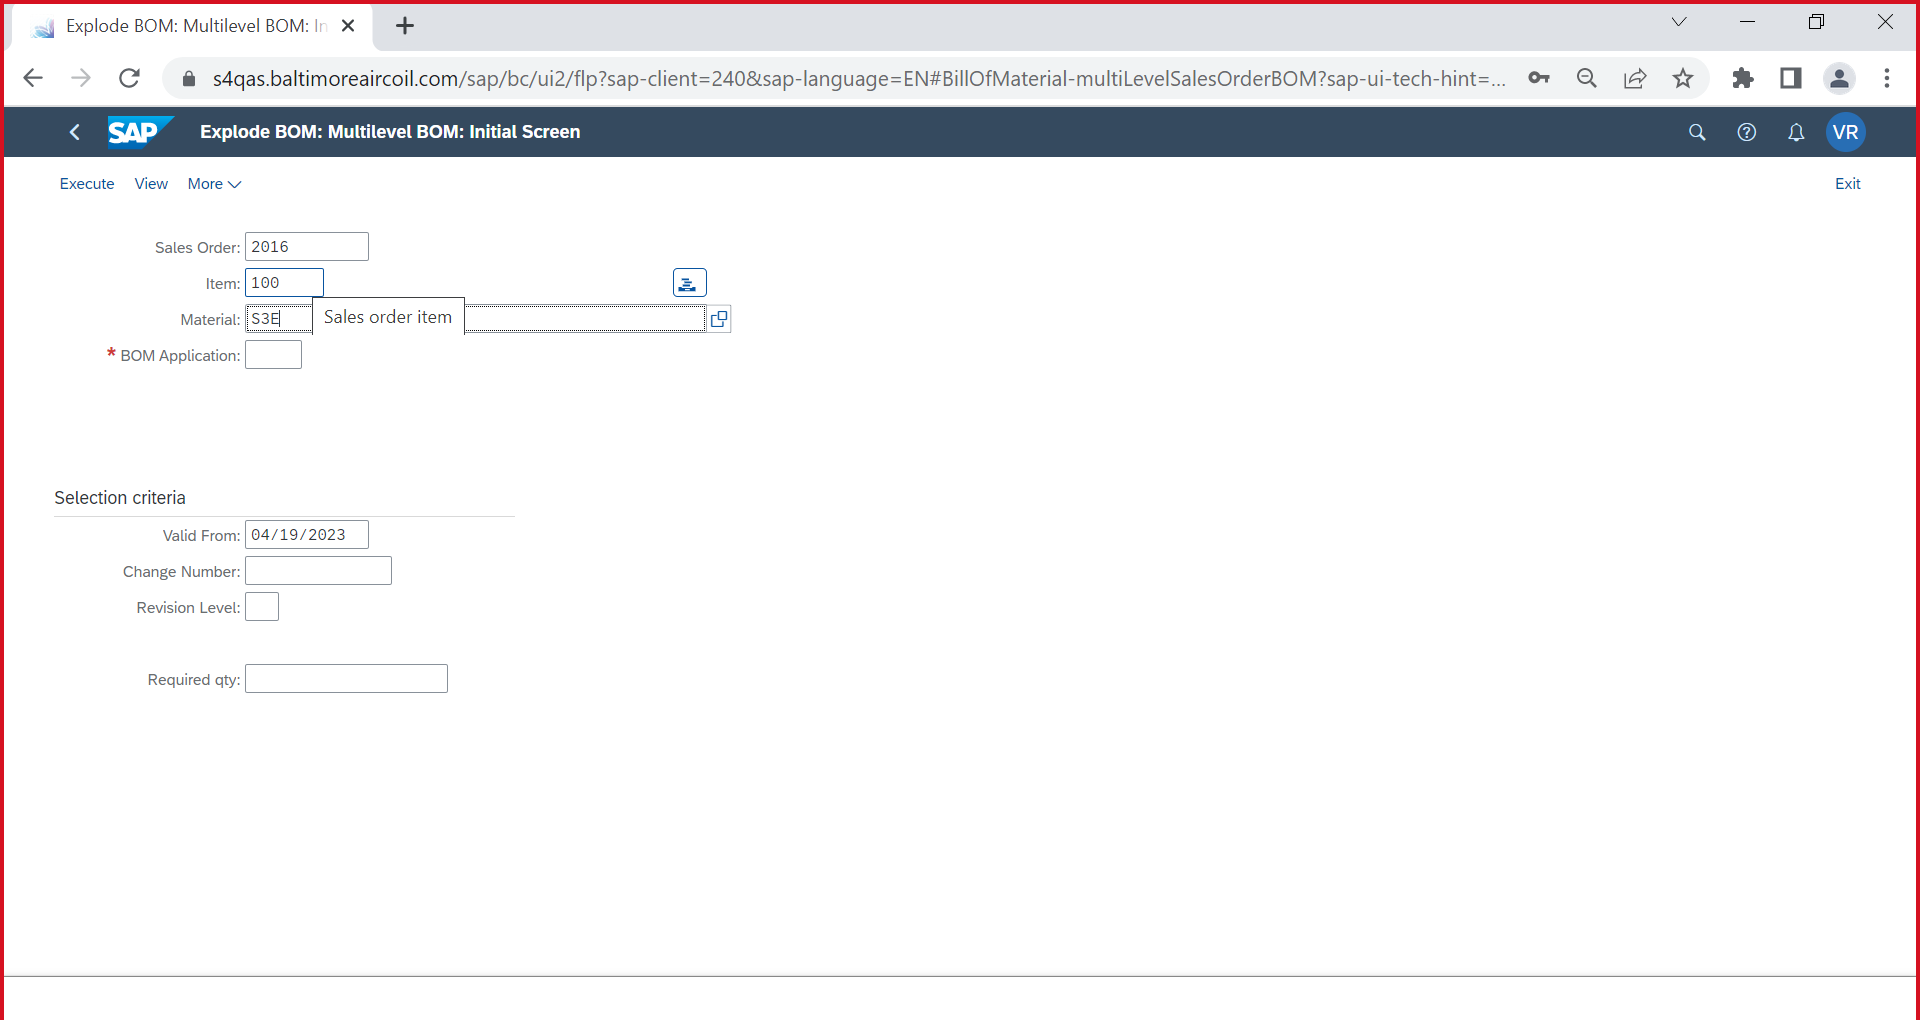 Explode BOM: Multilevel BOM: In
s4qas.baltimoreaircoil.com/sap/bc/ui2/flp?sap-client=240&sap-language=EN#BillOfMaterial-multiLevelSalesOrderBOM?sap-ui-tech-hint=...
SAP Explode BOM: Multilevel BOM: Initial Screen VR
Execute View More Exit
Sales Order: 2016
Item: 100
Material: S3E Sales order item
* BOM Application:
Selection criteria
Valid From: 04/19/2023
Change Number:
Revision Level:
Required qty: